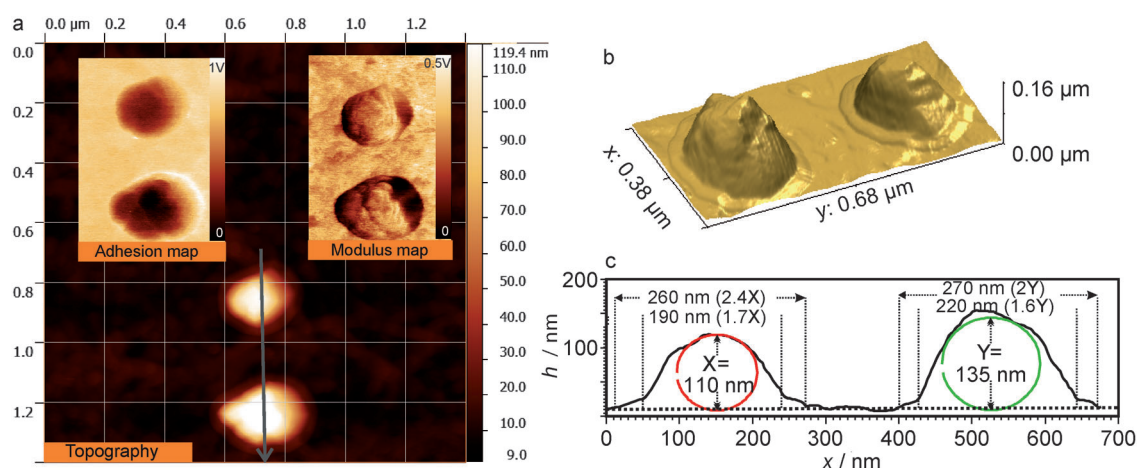 a
0.0 µm 0.2 0.4 0.6 0.8 1.0 1.2
0.0
0.2
0.4
0.6
0.8
1.0
1.2
1V
0
Adhesion map
0.5V
0
Modulus map
Topography
119.4 nm
110.0
100.0
90.0
80.0
70.0
60.0
50.0
40.0
30.0
20.0
9.0
b
0.16 µm
0.00 µm
x: 0.38 µm
y: 0.68 µm
c
200
100
0
h / nm
260 nm (2.4X)
190 nm (1.7X)
X=
110 nm
270 nm (2Y)
220 nm (1.6Y)
Y=
135 nm
0 100 200 300 400 500 600 700
x / nm